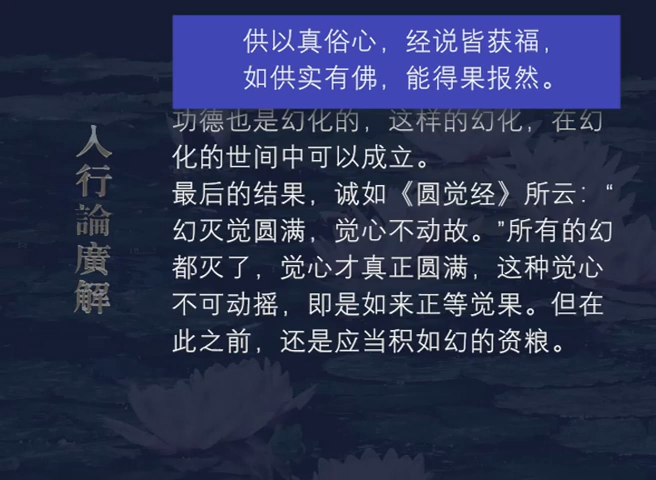 供以真俗心，经说皆获福，
如供实有佛，能得果报然。
功德也是幻化的，这样的幻化，在幻
化的世间中可以成立。
最后的结果，诚如《圆觉经》所云：“
幻灭觉圆满，觉心不动故。”所有的幻
都灭了，觉心才真正圆满，这种觉心
不可动摇，即是如来正等觉果。但在
此之前，还是应当积如幻的资粮。
入行論廣解